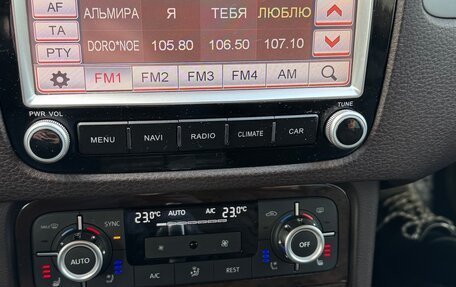 AF
АЛЬМИРА Я ТЕБЯ ЛЮБЛЮ
TA
DORO*NOE 105.80 106.50 107.10
PTY
FM1 FM2 FM3 FM4 AM
PWR VOL
TUNE
MENU NAVI RADIO CLIMATE CAR
23.0°C AUTO A/C 23.0°C
MAX SYNC
AUTO
OFF
A/C REST